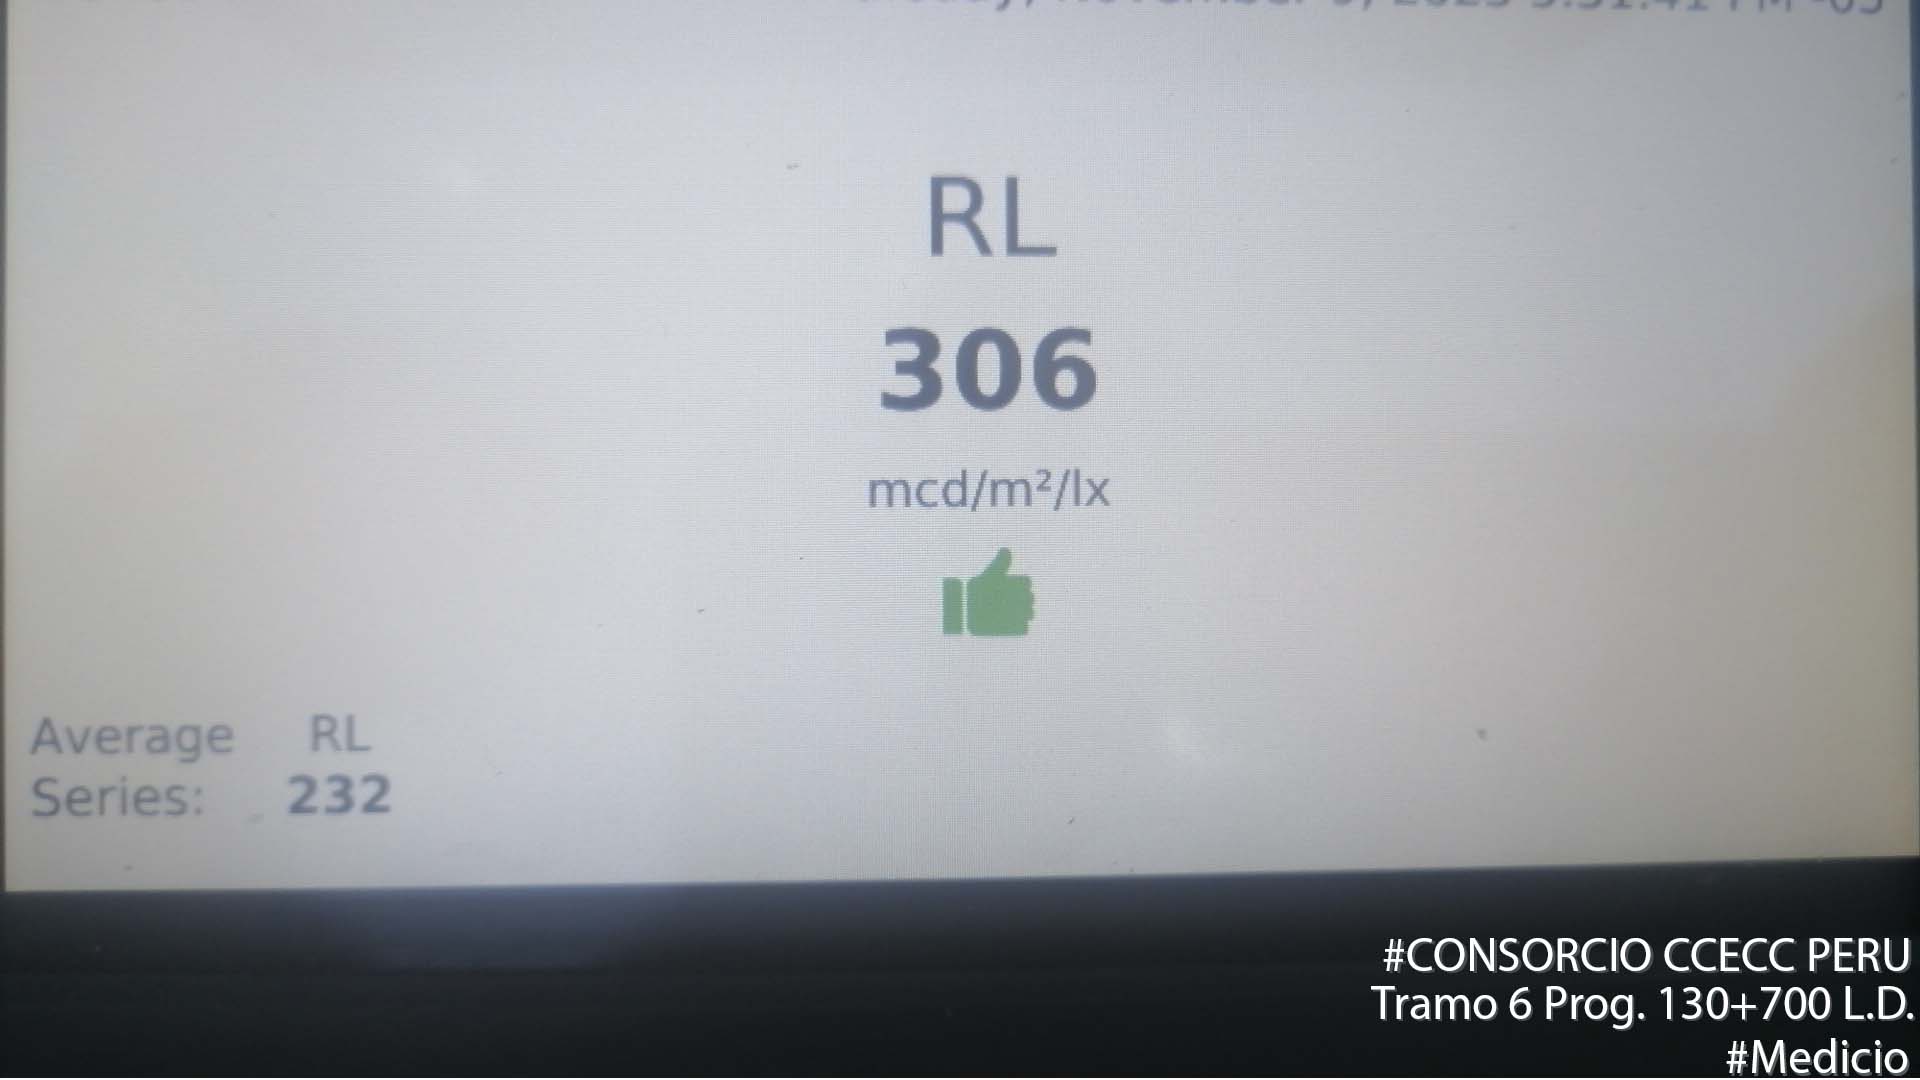 RL
306
mcd/m²/lx
Average RL
Series: 232
#CONSORCIO CCECC PERU
Tramo 6 Prog. 130+700 L.D.
#Medicio